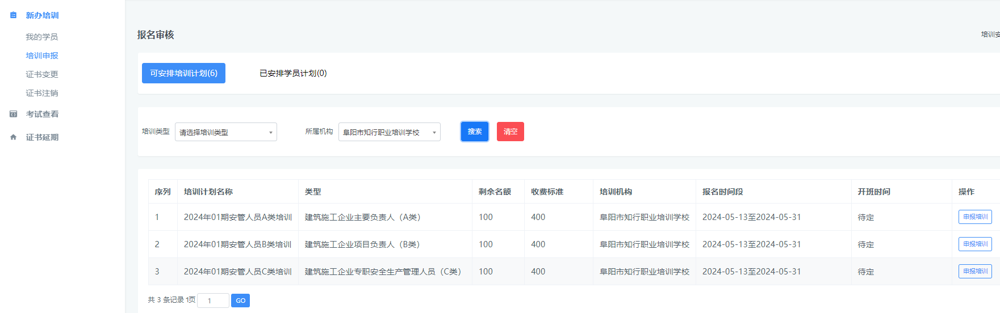 新办培训
我的学员
培训申报
证书变更
证书注销
考试查看
证书延期
报名审核
培训安
可安排培训计划(6) 已安排学员计划(0)
培训类型 请选择培训类型 所属机构 阜阳市知行职业培训学校 搜索 清空
序列 培训计划名称 类型 剩余名额 收费标准 培训机构 报名时间段 开班时间 操作
1 2024年01期安管人员A类培训 建筑施工企业主要负责人（A类） 100 400 阜阳市知行职业培训学校 2024-05-13至2024-05-31 待定 申报培训
2 2024年01期安管人员B类培训 建筑施工企业项目负责人（B类） 100 400 阜阳市知行职业培训学校 2024-05-13至2024-05-31 待定 申报培训
3 2024年01期安管人员C类培训 建筑施工企业专职安全生产管理人员（C类） 100 400 阜阳市知行职业培训学校 2024-05-13至2024-05-31 待定 申报培训
共 3 条记录 1页 1 GO